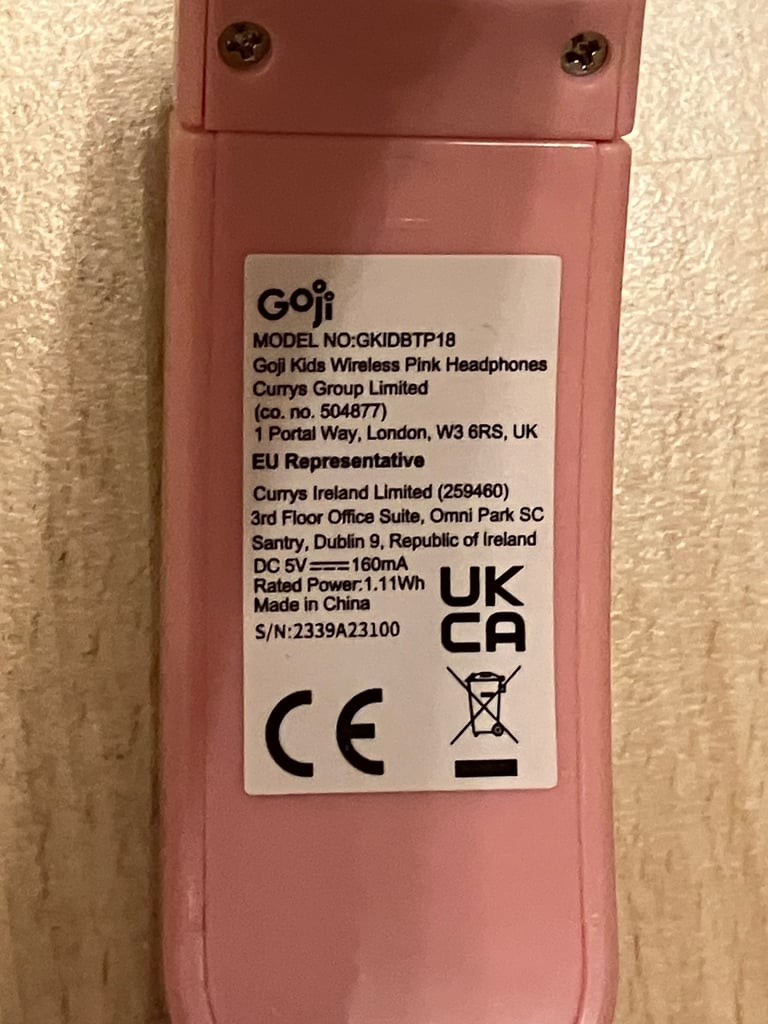 Goji
MODEL NO:GKIDBTP18
Goji Kids Wireless Pink Headphones
Currys Group Limited
(co. no. 504877)
1 Portal Way, London, W3 6RS, UK
EU Representative
Currys Ireland Limited (259460)
3rd Floor Office Suite, Omni Park SC
Santry, Dublin 9, Republic of Ireland
DC 5V⎓160mA
Rated Power:1.11Wh
Made in China
S/N:2339A23100
UK
CA
CE